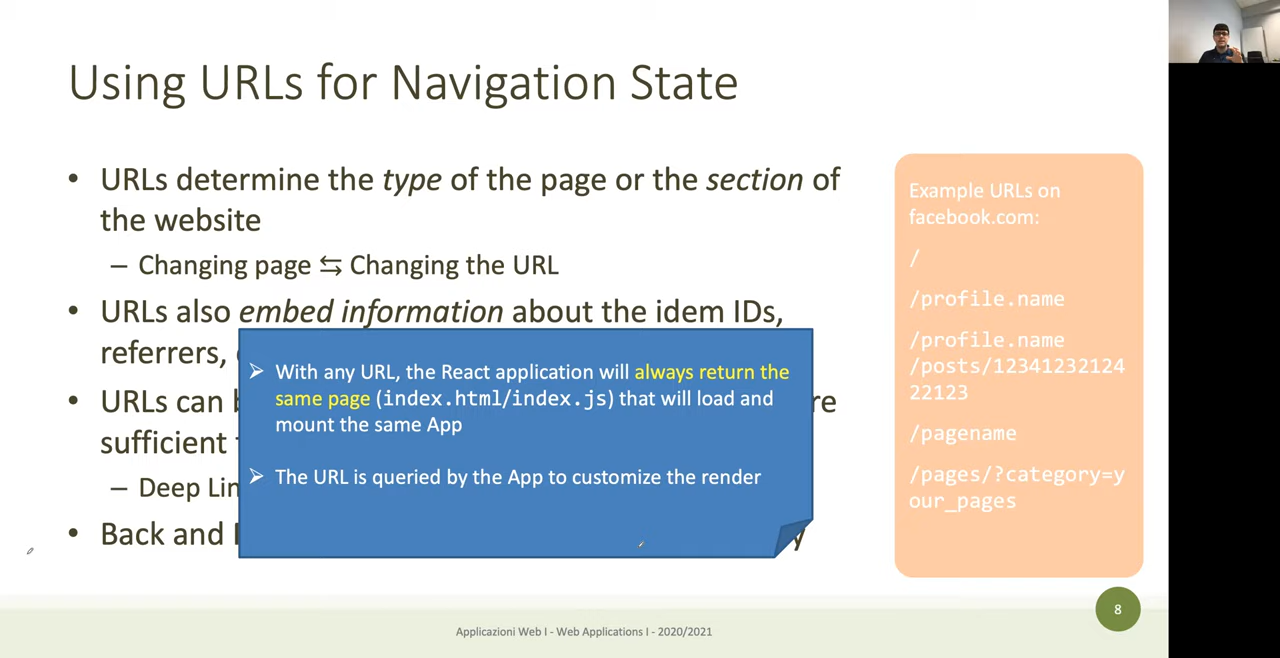 Using URLs for Navigation State
• URLs determine the type of the page or the section of
the website
– Changing page ⇆ Changing the URL
• URLs also embed information about the idem IDs,
referrers,
• URLs can
sufficient
– Deep
• Back and
➢ With any URL, the React application will always return the
same page (index.html/index.js) that will load and
mount the same App
➢ The URL is queried by the App to customize the render
Example URLs on
facebook.com:
/
/profile.name
/profile.name
/posts/12341232124
22123
/pagename
/pages/?category=y
our_pages
8
Applicazioni Web I - Web Applications I - 2020/2021